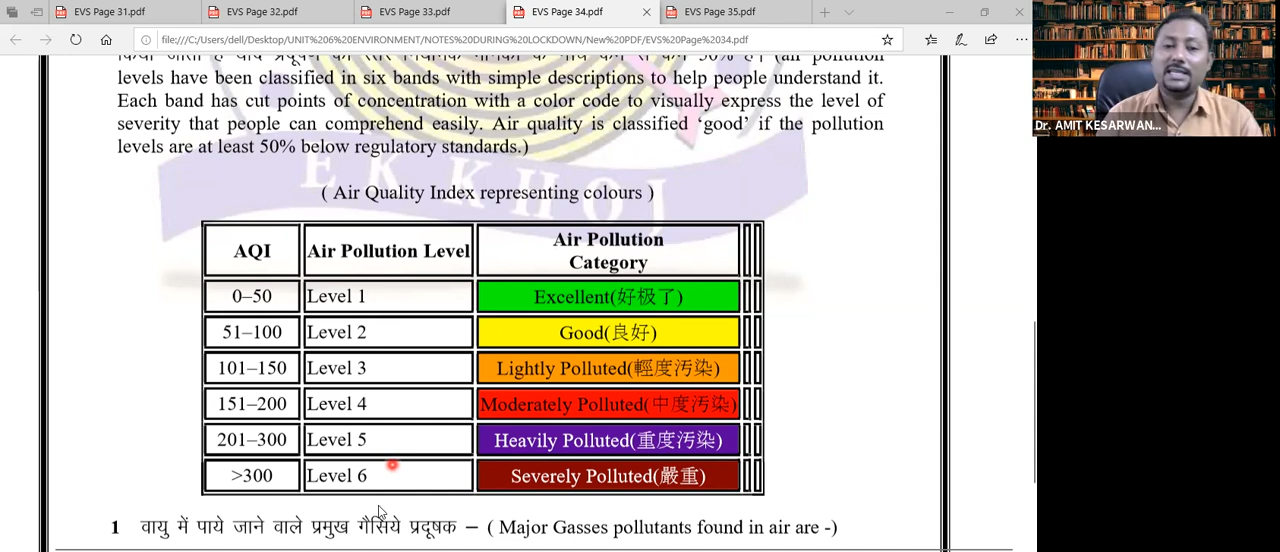 EVS Page 31.pdf
EVS Page 32.pdf
EVS Page 33.pdf
EVS Page 34.pdf
EVS Page 35.pdf
file:///C:/Users/dell/Desktop/UNIT%206%20ENVIRONMENT/NOTES%20DURING%20LOCKDOWN/New%20PDF/EVS%20Page%2034.pdf
Dr. AMIT KESARWAN...
levels have been classified in six bands with simple descriptions to help people understand it.
Each band has cut points of concentration with a color code to visually express the level of
severity that people can comprehend easily. Air quality is classified ‘good’ if the pollution
levels are at least 50% below regulatory standards.)
EK KHOJ
( Air Quality Index representing colours )
AQI Air Pollution Level Air Pollution
Category
0–50 Level 1 Excellent(好极了)
51–100 Level 2 Good(良好)
101–150 Level 3 Lightly Polluted(輕度汚染)
151–200 Level 4 Moderately Polluted(中度汚染)
201–300 Level 5 Heavily Polluted(重度汚染)
>300 Level 6 Severely Polluted(嚴重)
1 वायु में पाये जाने वाले प्रमुख गैसिये प्रदूषक – ( Major Gasses pollutants found in air are -)